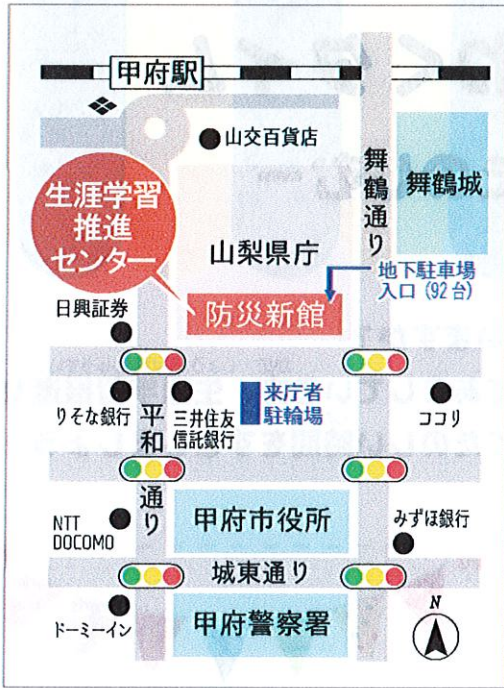 甲府駅
山交百貨店
生涯学習
推進
センター
舞鶴通り
舞鶴城
山梨県庁
地下駐車場
入口(92台)
防災新館
日興証券
りそな銀行
平和通り
三井住友
信託銀行
来庁者
駐輪場
ココリ
NTT
DOCOMO
甲府市役所
みずほ銀行
城東通り
ドーミーイン
甲府警察署
N